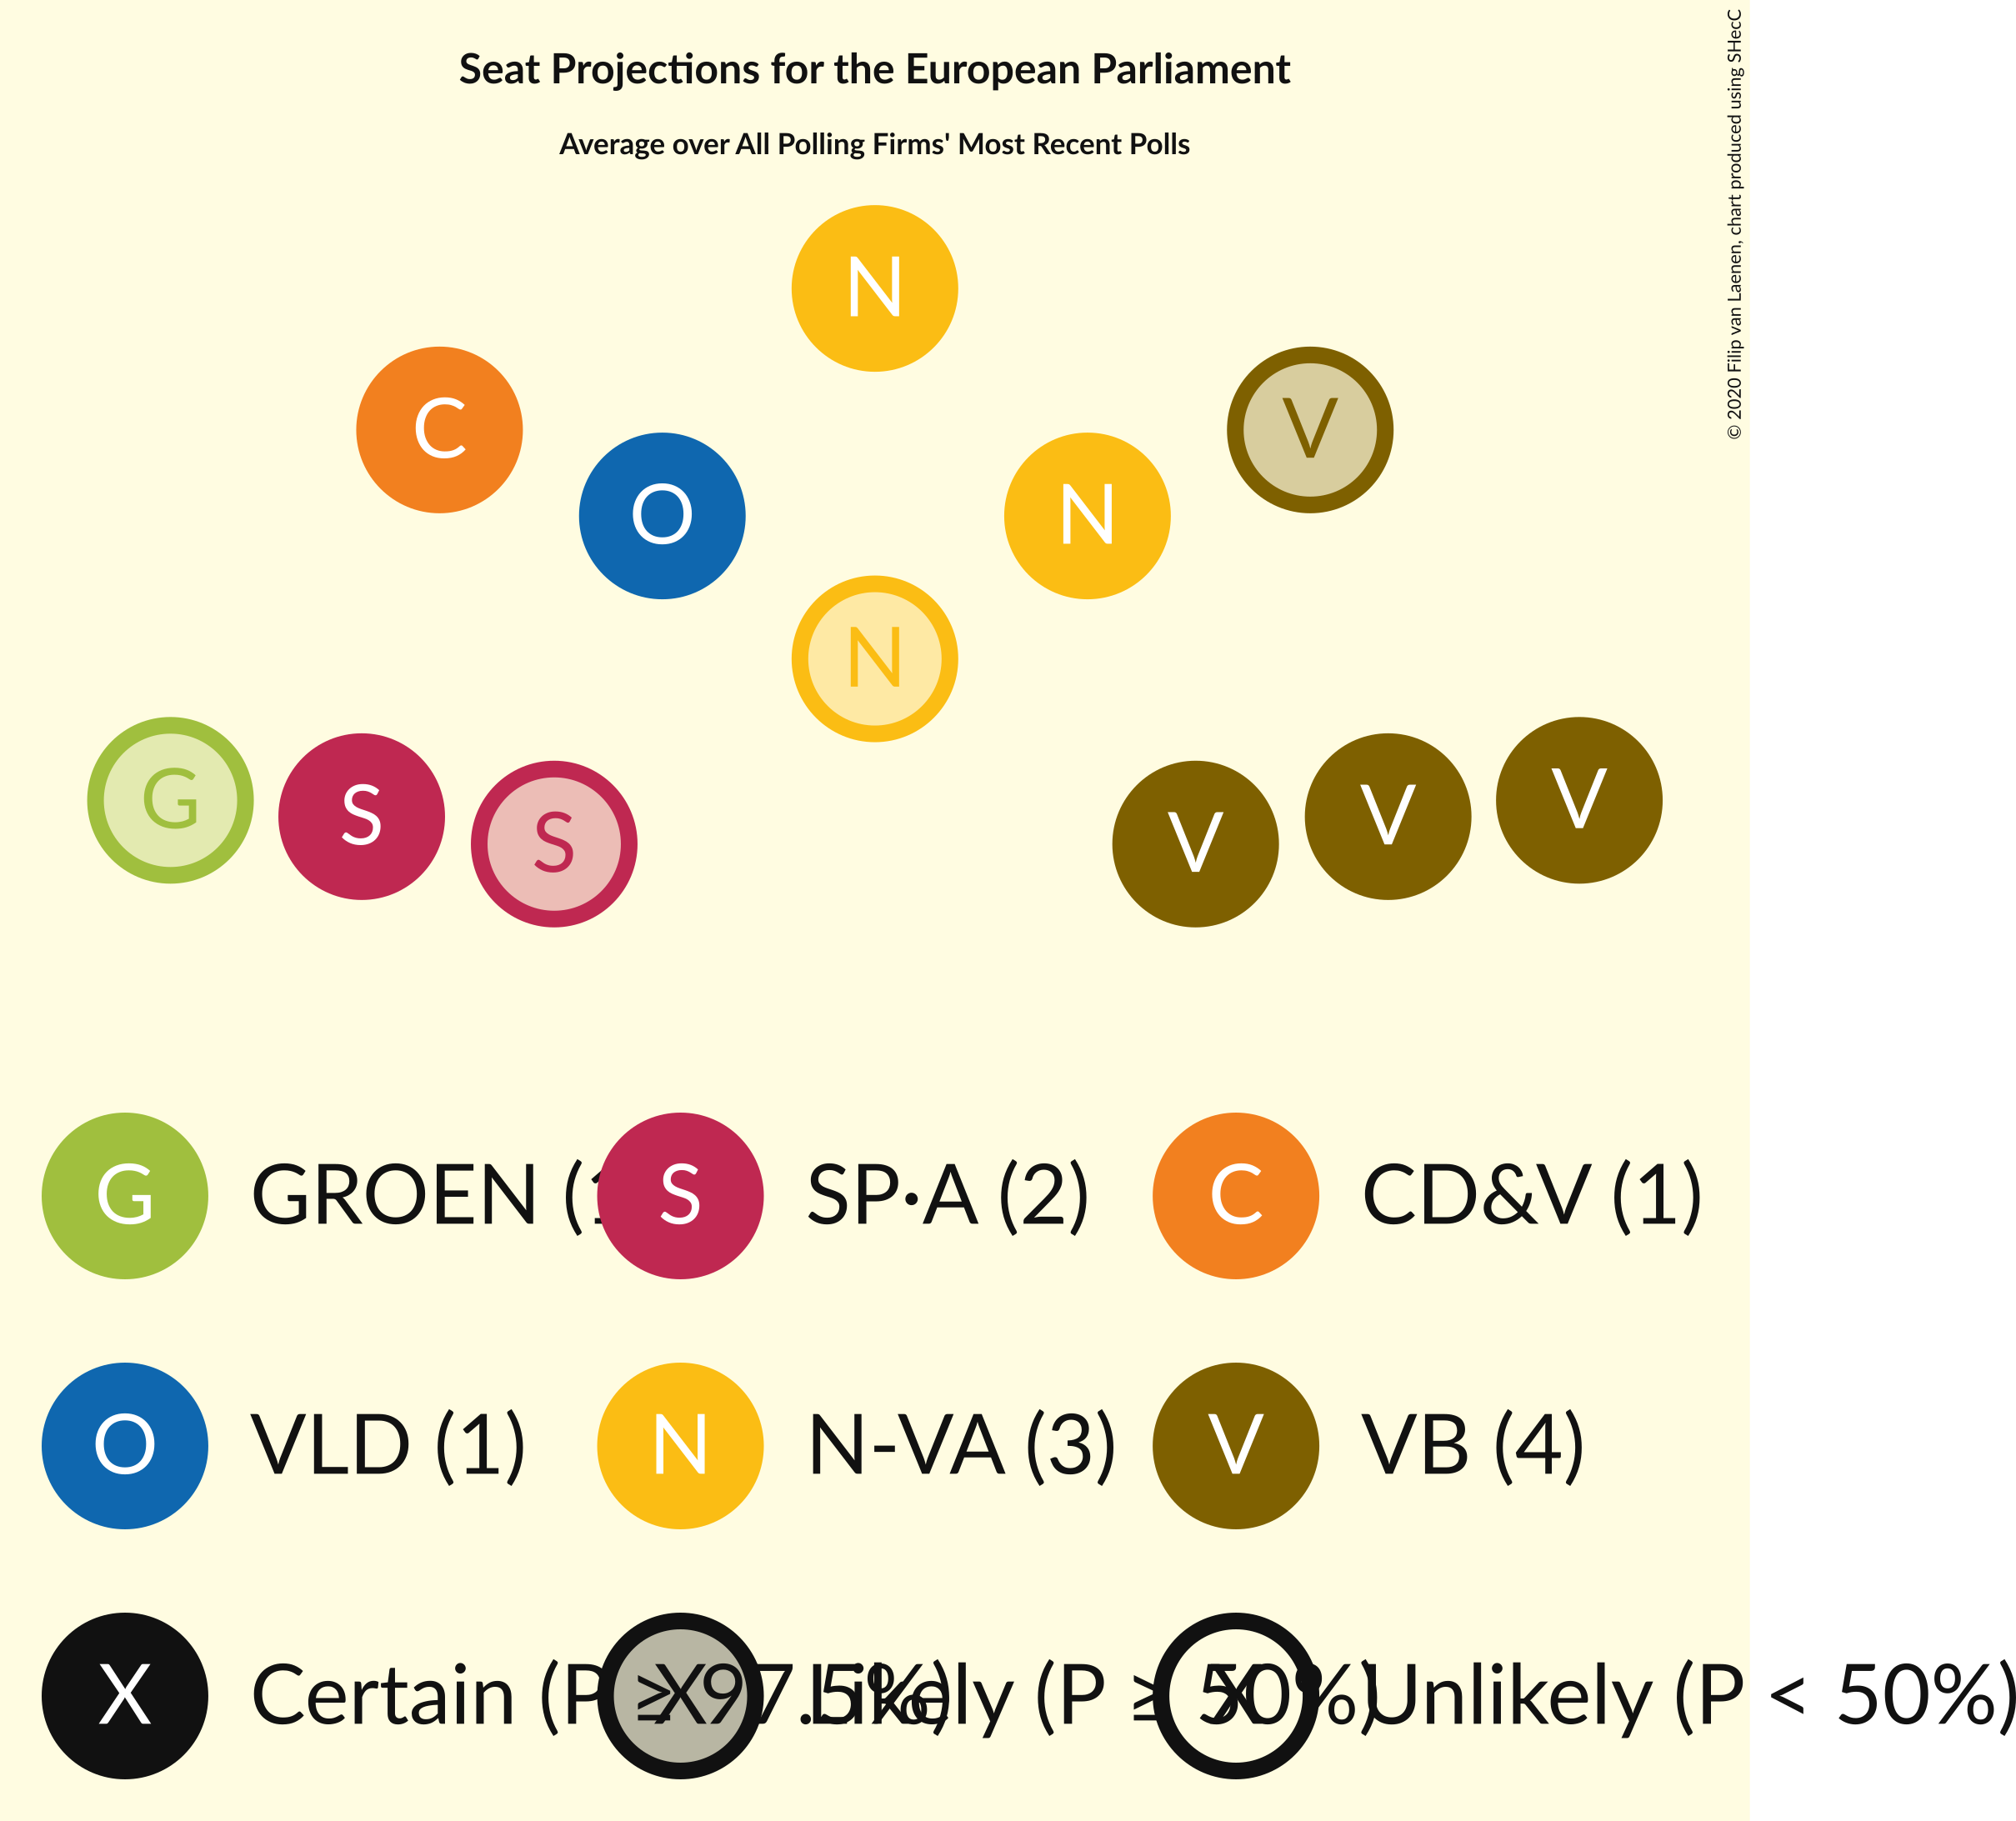 Seat Projections for the European Parliament
Average over All Polling Firms' Most Recent Polls
© 2020 Filip van Laenen, chart produced using SHecC
N
C
V
O
N
N
G
S
S
V
V
V
G GROEN (
S SP·A (2)
C CD&V (1)
O VLD (1)
N N-VA (3)
V VB (4)
X Certain (P ≥ 97.5%)
X Likely (P ≥ 50%)
X Unlikely (P < 50%)